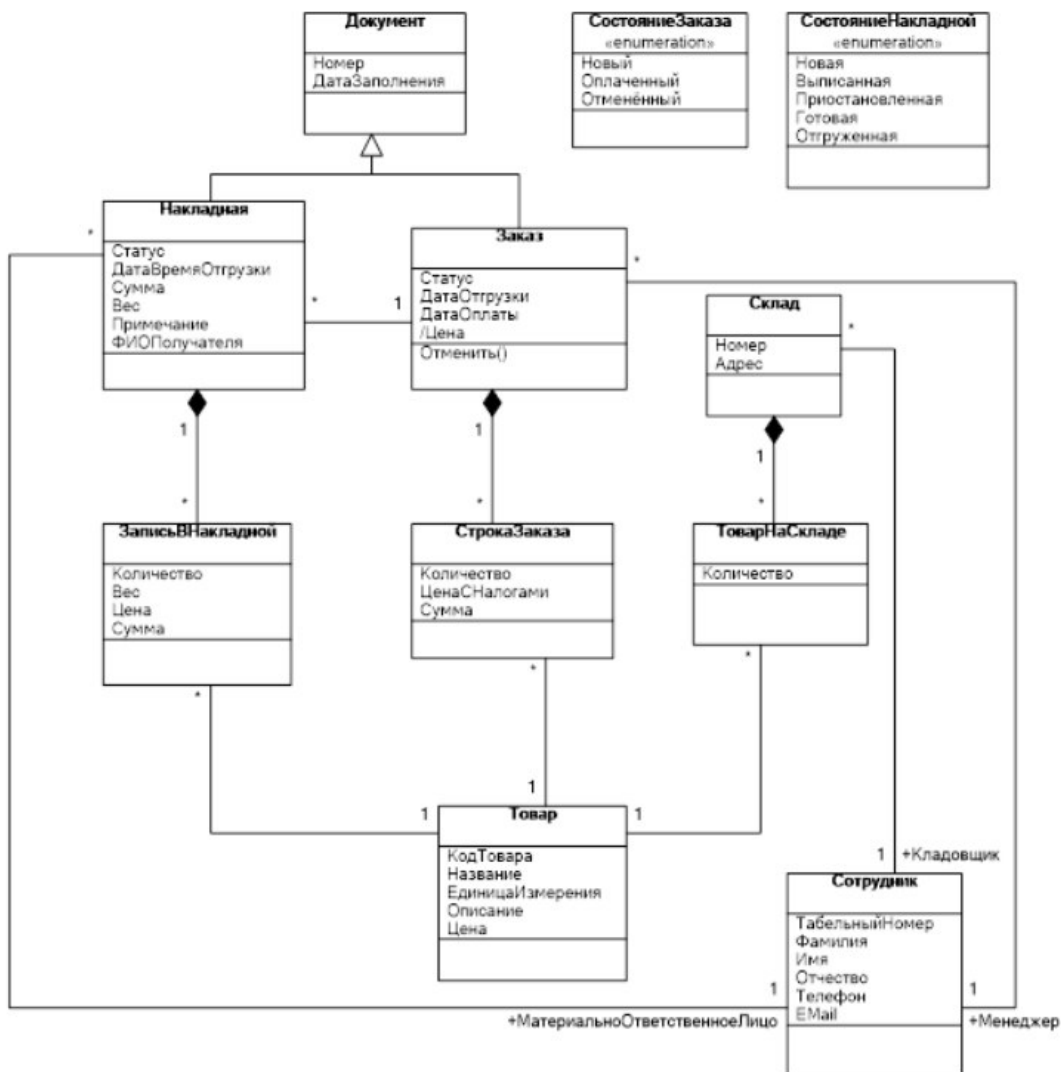 Документ
Номер
ДатаЗаполнения
СостояниеЗаказа
«enumeration»
Новый
Оплаченный
Отменённый
СостояниеНакладной
«enumeration»
Новая
Выписанная
Приостановленная
Готовая
Отгруженная
Накладная
Статус
ДатаВремяОтгрузки
Сумма
Вес
Примечание
ФИОПолучателя
*
*
1
Заказ
Статус
ДатаОтгрузки
ДатаОплаты
/Цена
Отменить()
*
Склад
Номер
Адрес
*
1
*
1
*
1
*
ЗаписьВНакладной
Количество
Вес
Цена
Сумма
*
СтрокаЗаказа
Количество
ЦенаСНалогами
Сумма
*
ТоварНаСкладе
Количество
*
1
1
1
Товар
КодТовара
Название
ЕдиницаИзмерения
Описание
Цена
1
+Кладовщик
Сотрудник
ТабельныйНомер
Фамилия
Имя
Отчество
Телефон
EMail
1
+МатериальноОтветственноеЛицо
1
+Менеджер